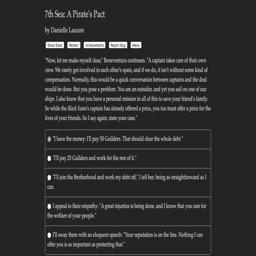 7th Sea: A Pirate's Pact
by Danielle Lauzon
Show Stats Restart Achievements Report Bug Menu
"Now, let me make myself clear," Bonaventura continues. "A captain takes care of their own
crew. We rarely get involved in each other's spats, and if we do, it isn't without some kind of
compensation. Normally, this would be a quick conversation between captains and the deal
would be done. But you pose a problem. You are an outsider, and yet you sail on one of our
ships. I also know that you have a personal mission in all of this to save your friend's family.
So while the Black Dawn's captain has already offered a price, you too must offer a price for the
lives of your friends. So I say again, state your case."
"I have the money: I'll pay 50 Guilders. That should clear the whole debt."
"I'll pay 25 Guilders and work for the rest of it."
"I'll join the Brotherhood and work my debt off," I tell her, being as straightforward as I
can.
I appeal to their empathy: "A great injustice is being done, and I know that you care for
the welfare of your people."
I'll sway them with an eloquent speech: "Your reputation is on the line. Nothing I can
offer you is as important as protecting that."